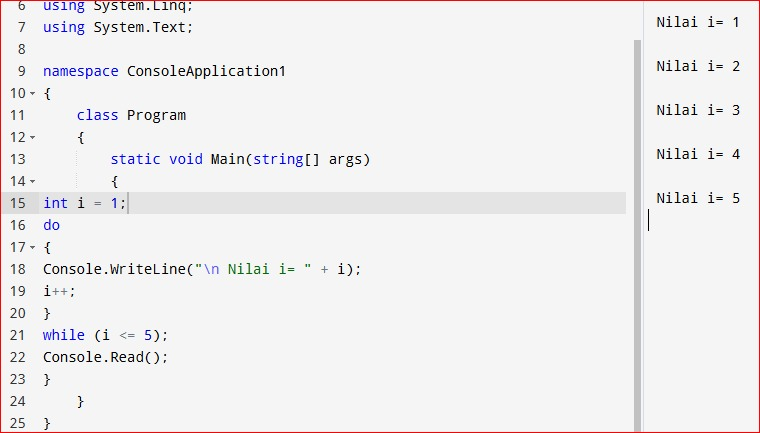 6 using System.Linq;
7 using System.Text;
8
9 namespace ConsoleApplication1
10 {
11 class Program
12 {
13 static void Main(string[] args)
14 {
15 int i = 1;
16 do
17 {
18 Console.WriteLine("\n Nilai i= " + i);
19 i++;
20 }
21 while (i <= 5);
22 Console.Read();
23 }
24 }
25 }
Nilai i= 1
Nilai i= 2
Nilai i= 3
Nilai i= 4
Nilai i= 5